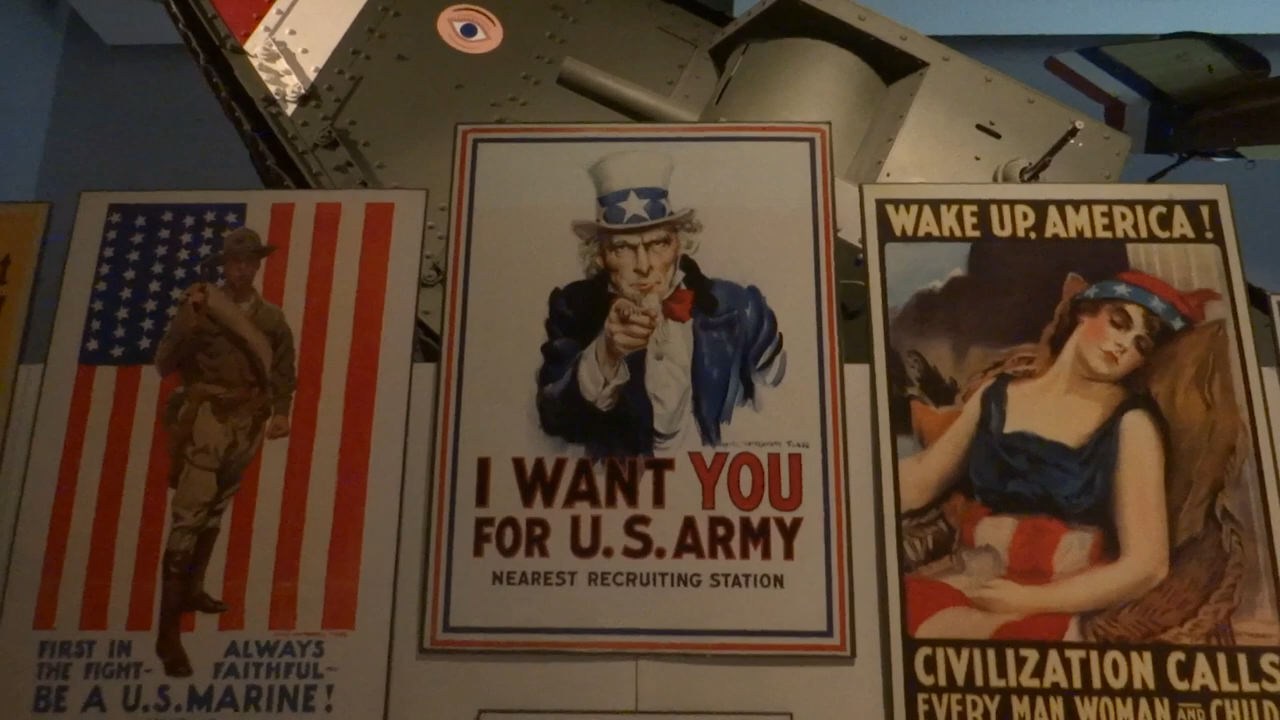 FIRST IN ALWAYS
THE FIGHT- FAITHFUL-
BE A U.S. MARINE!
I WANT YOU
FOR U.S. ARMY
NEAREST RECRUITING STATION
WAKE UP, AMERICA!
CIVILIZATION CALLS
EVERY MAN WOMAN AND CHILD